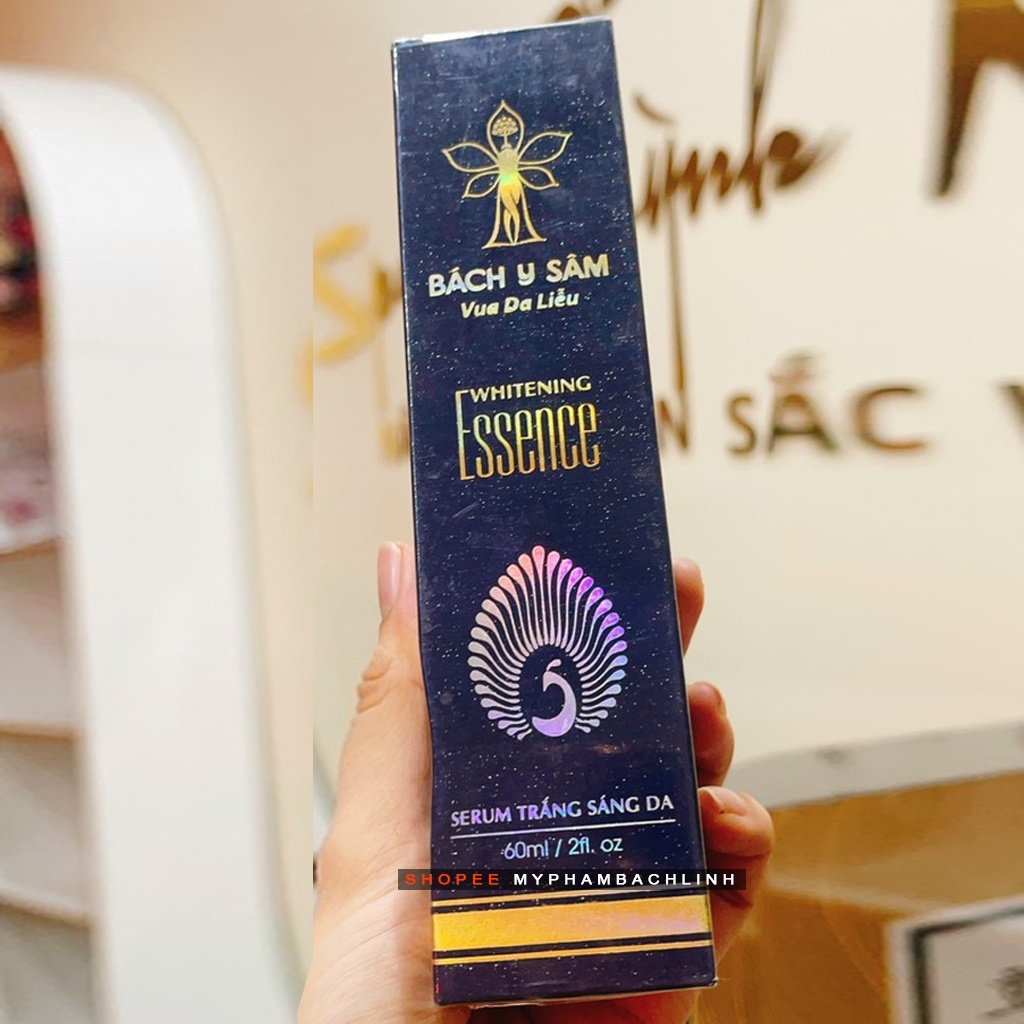 BÁCH Y SÂM
Vua Da Liễu
WHITENING
Essence
SERUM TRẮNG SÁNG DA
60ml / 2fl. oz
SHOPEE MYPHAMBACHLINH
SẮC